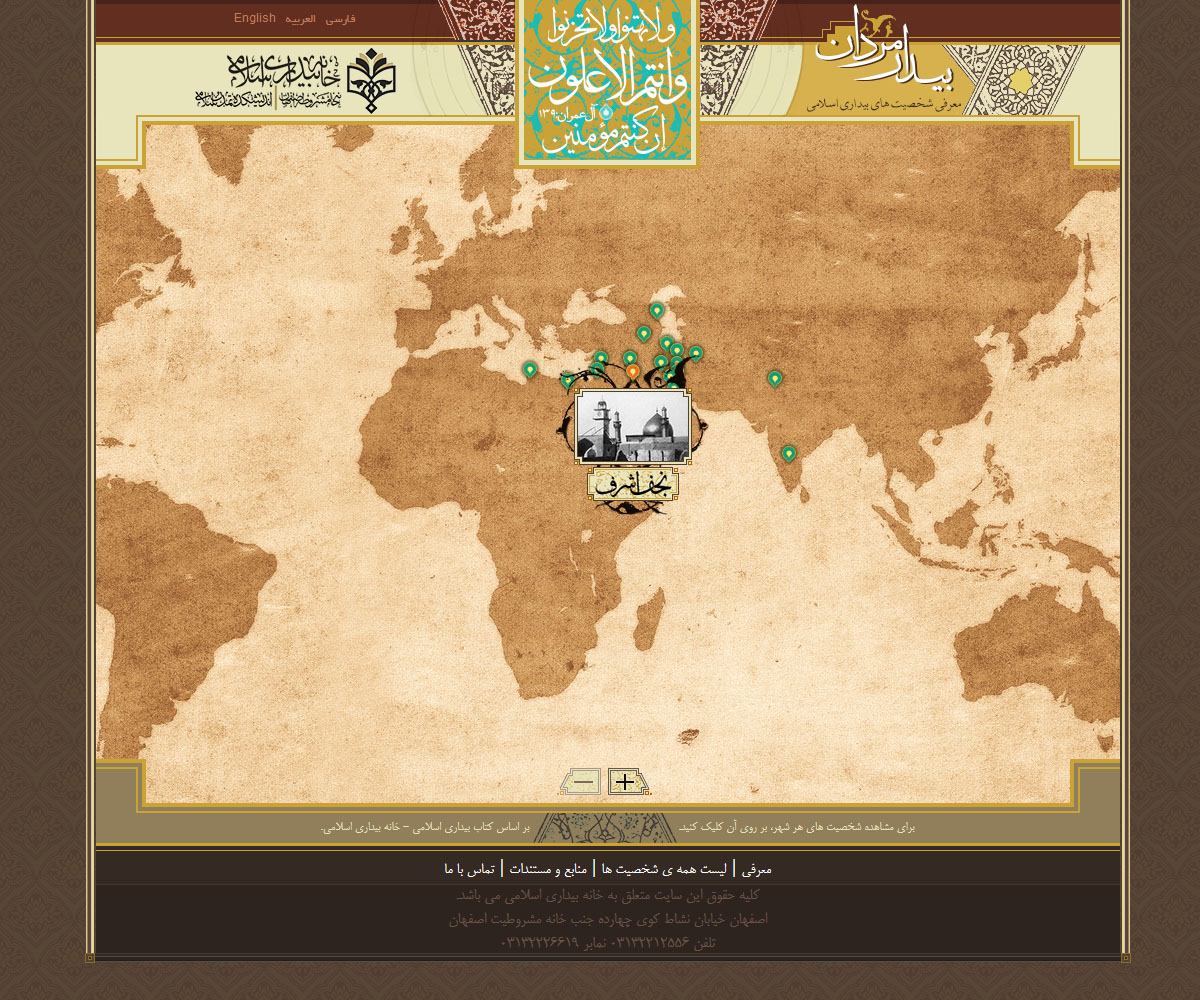 فارسی العربیه English
ولا تهنوا ولا تحزنوا
وانتم الاعلون
آل‌عمران ۱۳۹
ان کنتم مؤمنین
بیدارمردان
معرفی شخصیت های بیداری اسلامی
خانه بیداری اسلامی
نجف اشرف
برای مشاهده شخصیت های هر شهر، بر روی آن کلیک کنید.
بر اساس کتاب بیداری اسلامی - خانه بیداری اسلامی.
معرفی | لیست همه ی شخصیت ها | منابع و مستندات | تماس با ما
کلیه حقوق این سایت متعلق به خانه بیداری اسلامی می باشد.
اصفهان خیابان نشاط کوی چهارده جنب خانه مشروطیت اصفهان
تلفن ۰۳۱۳۲۲۱۲۵۵۶ نمابر ۰۳۱۳۲۲۲۶۶۱۹